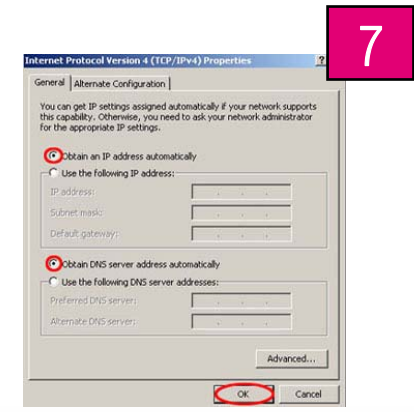 7
Internet Protocol Version 4 (TCP/IPv4) Properties
?
General
Alternate Configuration
You can get IP settings assigned automatically if your network supports
this capability. Otherwise, you need to ask your network administrator
for the appropriate IP settings.
Obtain an IP address automatically
Use the following IP address:
IP address:
Subnet mask:
Default gateway:
Obtain DNS server address automatically
Use the following DNS server addresses:
Preferred DNS server:
Alternate DNS server:
Advanced...
OK
Cancel